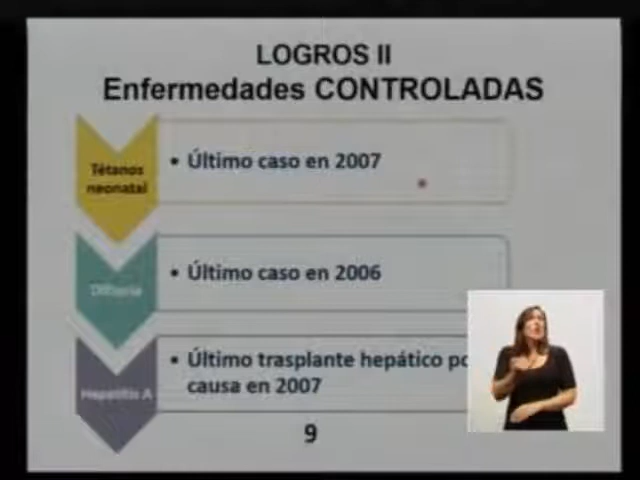 LOGROS II
Enfermedades CONTROLADAS
Tétanos
neonatal
• Último caso en 2007
Difteria
• Último caso en 2006
Hepatitis A
• Último trasplante hepático po
causa en 2007
9